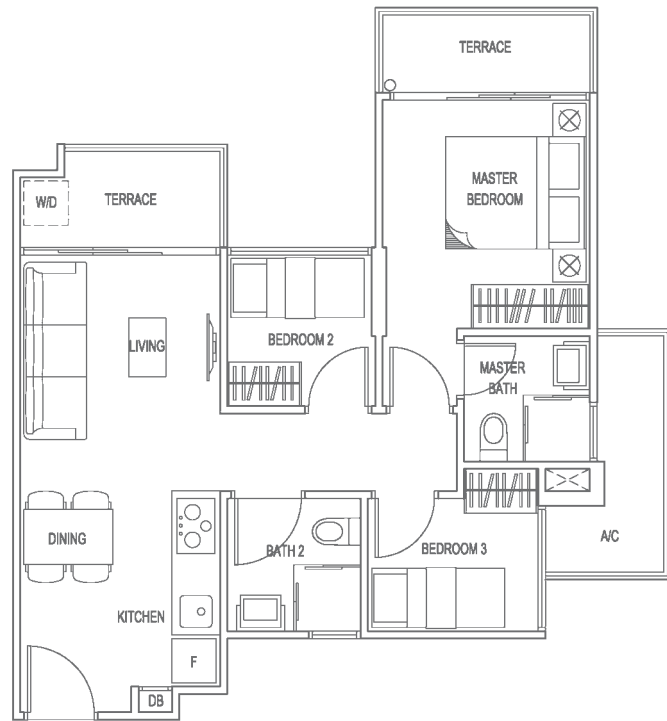 TERRACE
MASTER
BEDROOM
W/D
TERRACE
LIVING
BEDROOM 2
MASTER
BATH
DINING
BATH 2
BEDROOM 3
A/C
KITCHEN
F
DB